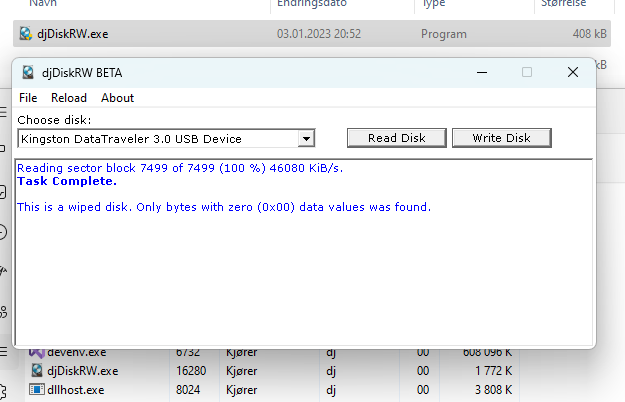 Navn Endringsdato Type Størrelse
djDiskRW.exe 03.01.2023 20:52 Program 408 kB
kB
djDiskRW BETA
File Reload About
Choose disk:
Kingston DataTraveler 3.0 USB Device Read Disk Write Disk
Reading sector block 7499 of 7499 (100 %) 46080 KiB/s.
Task Complete.
This is a wiped disk. Only bytes with zero (0x00) data values was found.
devenv.exe 6732 Kjører dj 00 608 096 K
djDiskRW.exe 16280 Kjører dj 00 1 772 K
dllhost.exe 8024 Kjører dj 00 3 808 K